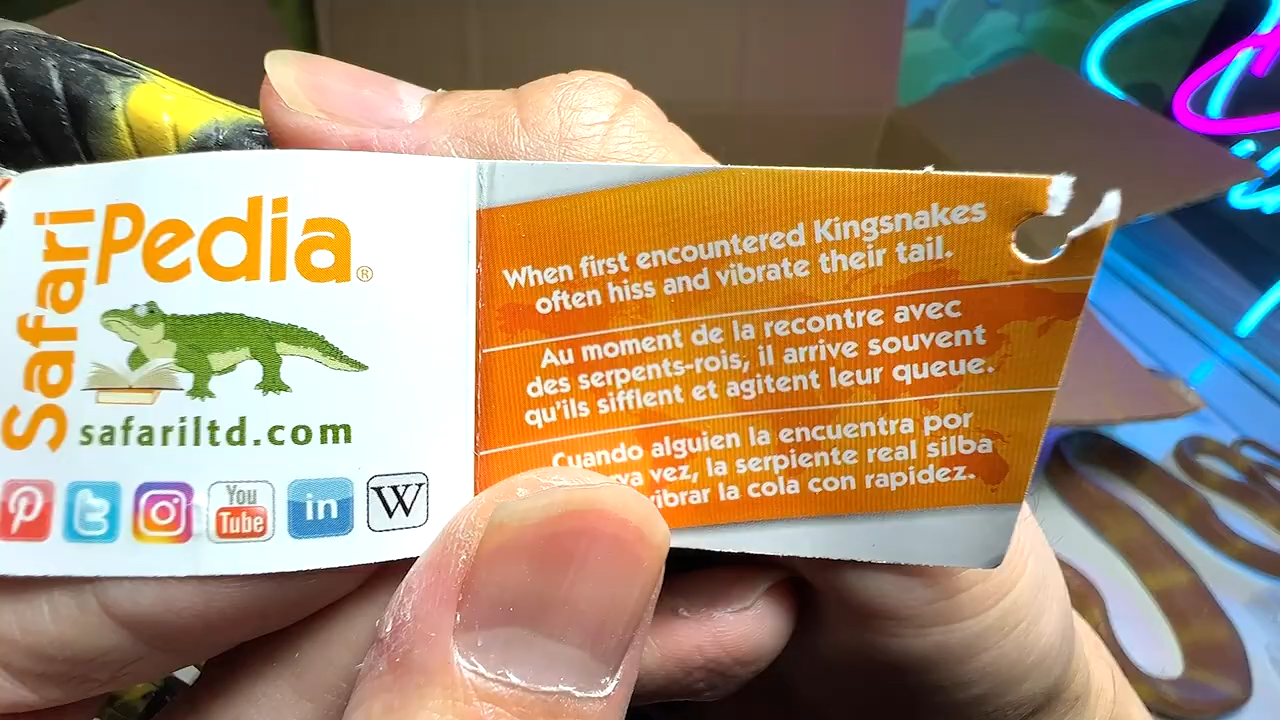 Safari
Pedia®
safariltd.com
You
Tube
in
W
When first encountered Kingsnakes
often hiss and vibrate their tail.
Au moment de la recontre avec
des serpents-rois, il arrive souvent
qu'ils sifflent et agitent leur queue.
Cuando alguien la encuentra por
vez, la serpiente real silba
la cola con rapidez.